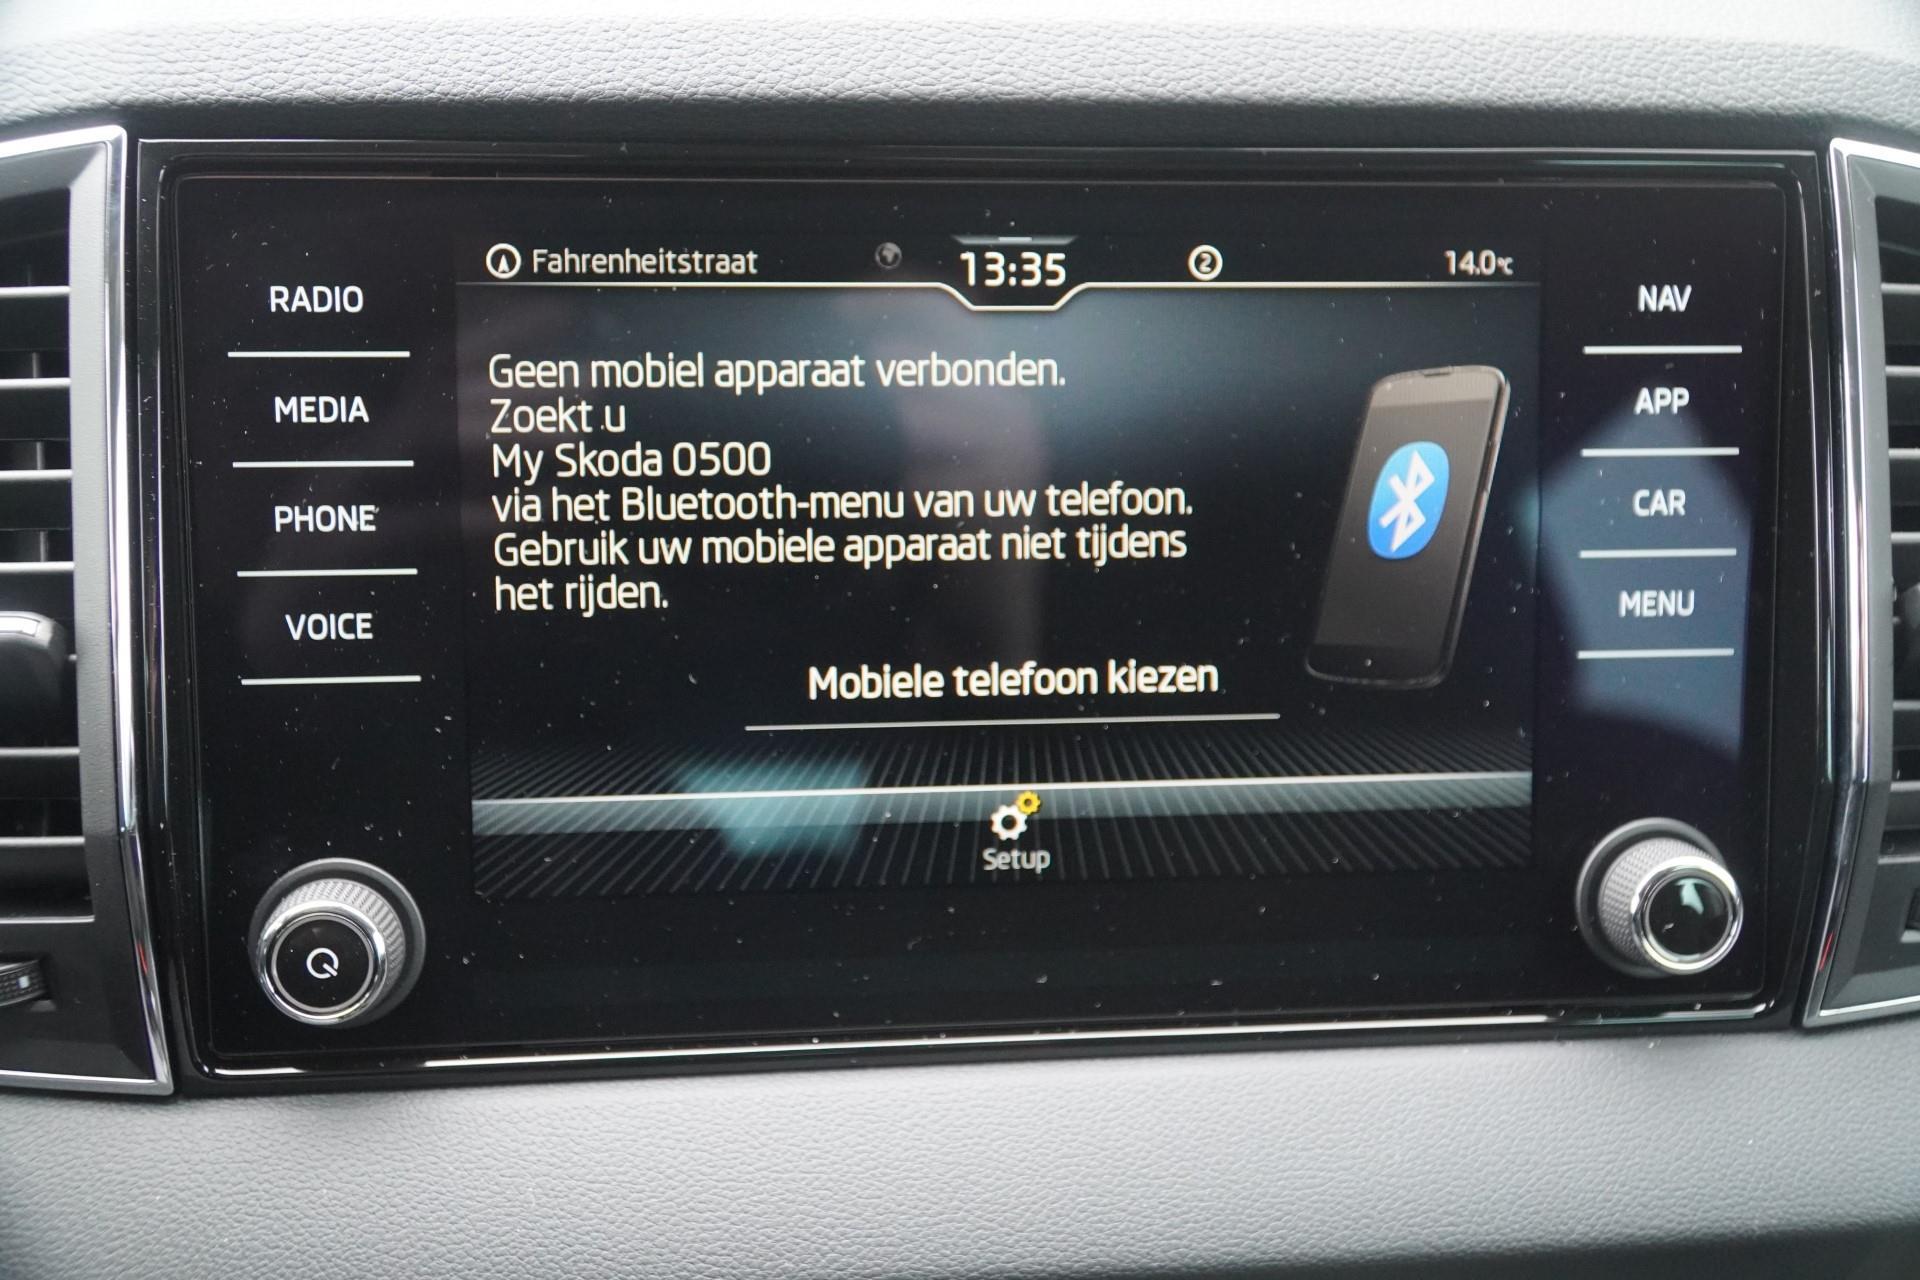 Fahrenheitstraat 13:35 2 14.0°C
RADIO
MEDIA
PHONE
VOICE
Geen mobiel apparaat verbonden.
Zoekt u
My Skoda 0500
via het Bluetooth-menu van uw telefoon.
Gebruik uw mobiele apparaat niet tijdens
het rijden.
Mobiele telefoon kiezen
Setup
NAV
APP
CAR
MENU